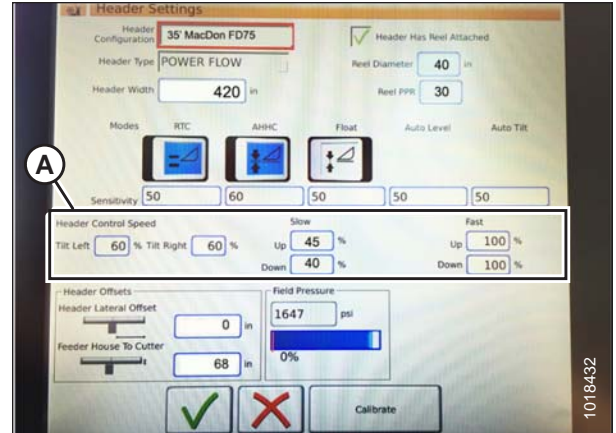 Header Settings
Header Configuration 35' MacDon FD75
Header Has Reel Attached
Header Type POWER FLOW
Reel Diameter 40 in
Header Width 420 in
Reel PPR 30
Modes RTC AHHC Float Auto Level Auto Tilt
A
Sensitivity 50 60 50 50 50
Header Control Speed Slow Fast
Tilt Left 60 % Tilt Right 60 % Up 45 % Up 100 %
Down 40 % Down 100 %
Header Offsets Field Pressure
Header Lateral Offset 1647 psi
0 in
Feeder House To Cutter 0%
68 in
Calibrate
1018432